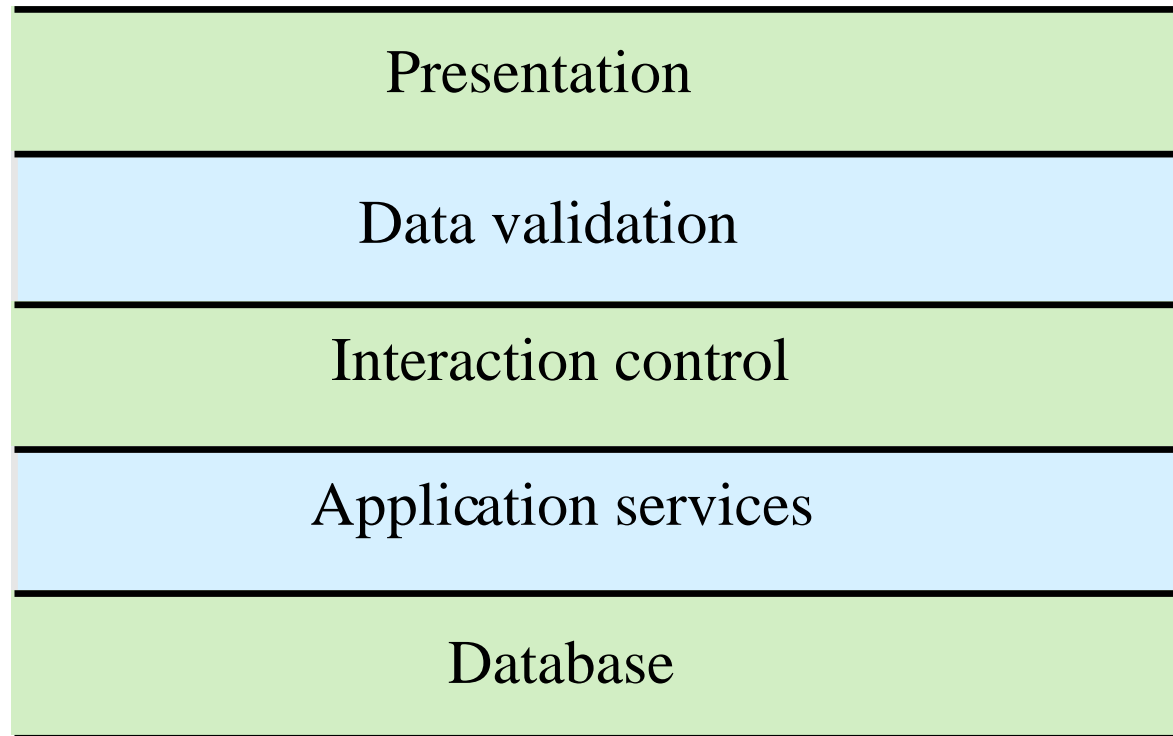 Presentation
Data validation
Interaction control
Application services
Database